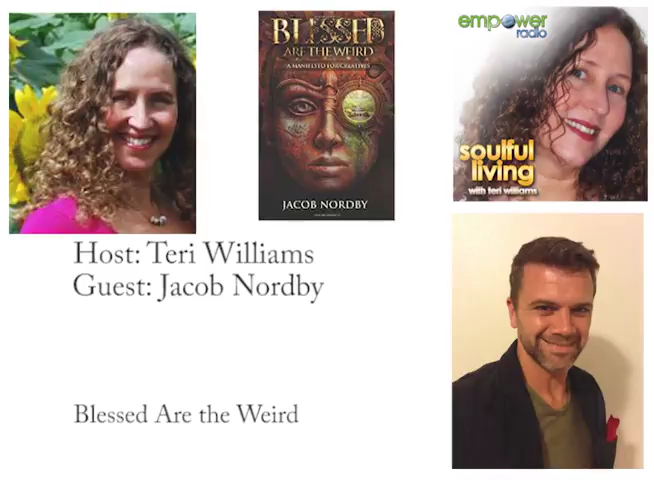 BLESSED
ARE THE WEIRD
A MANIFESTO FOR CREATIVES
JACOB NORDBY
empower
radio
soulful
living
with teri williams
Host: Teri Williams
Guest: Jacob Nordby
Blessed Are the Weird